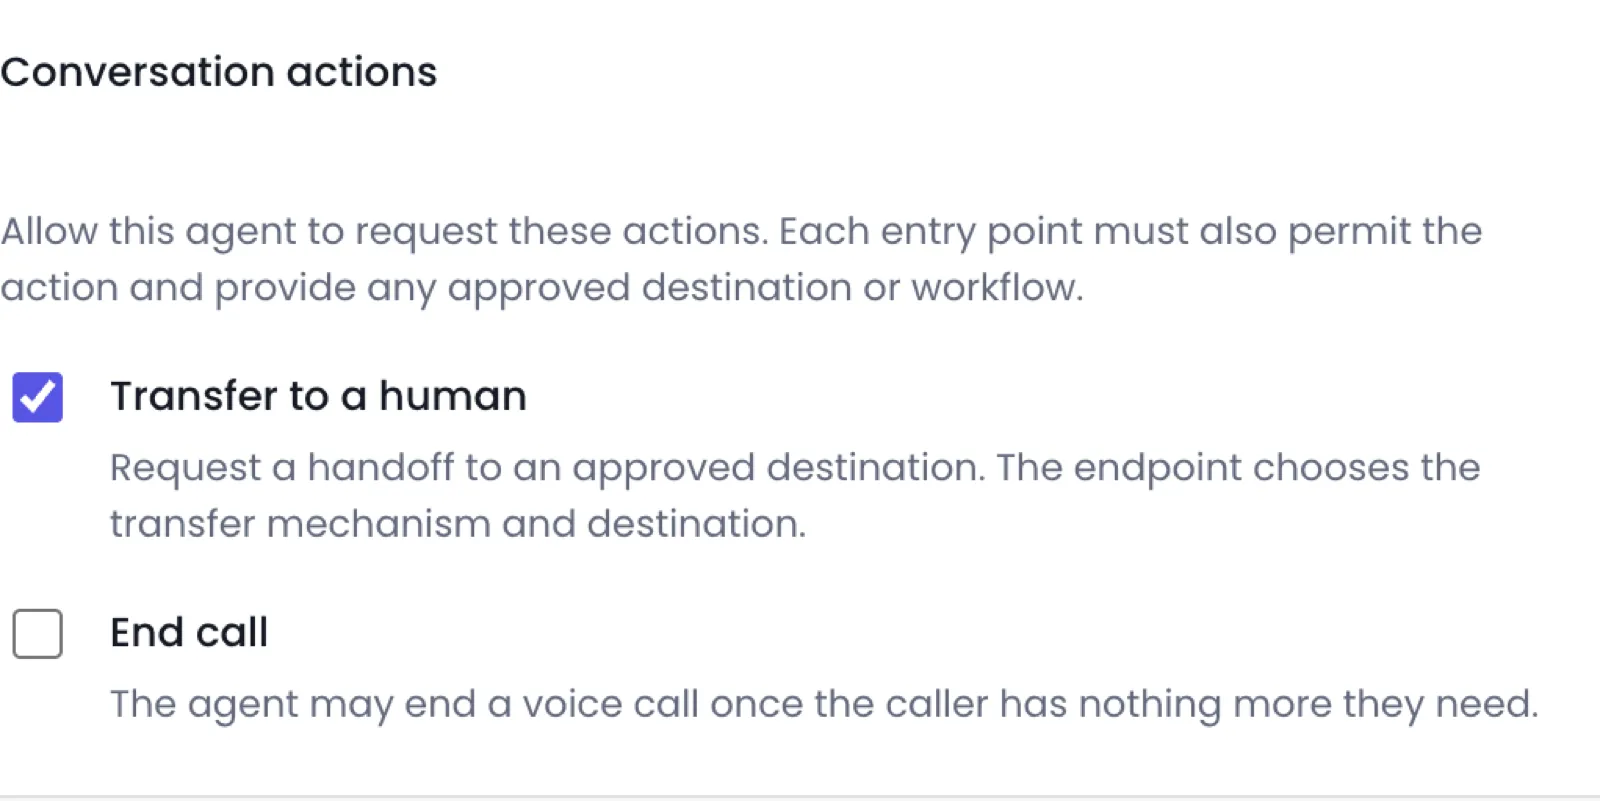 Conversation actions
Allow this agent to request these actions. Each entry point must also permit the
action and provide any approved destination or workflow.
Transfer to a human
Request a handoff to an approved destination. The endpoint chooses the
transfer mechanism and destination.
End call
The agent may end a voice call once the caller has nothing more they need.